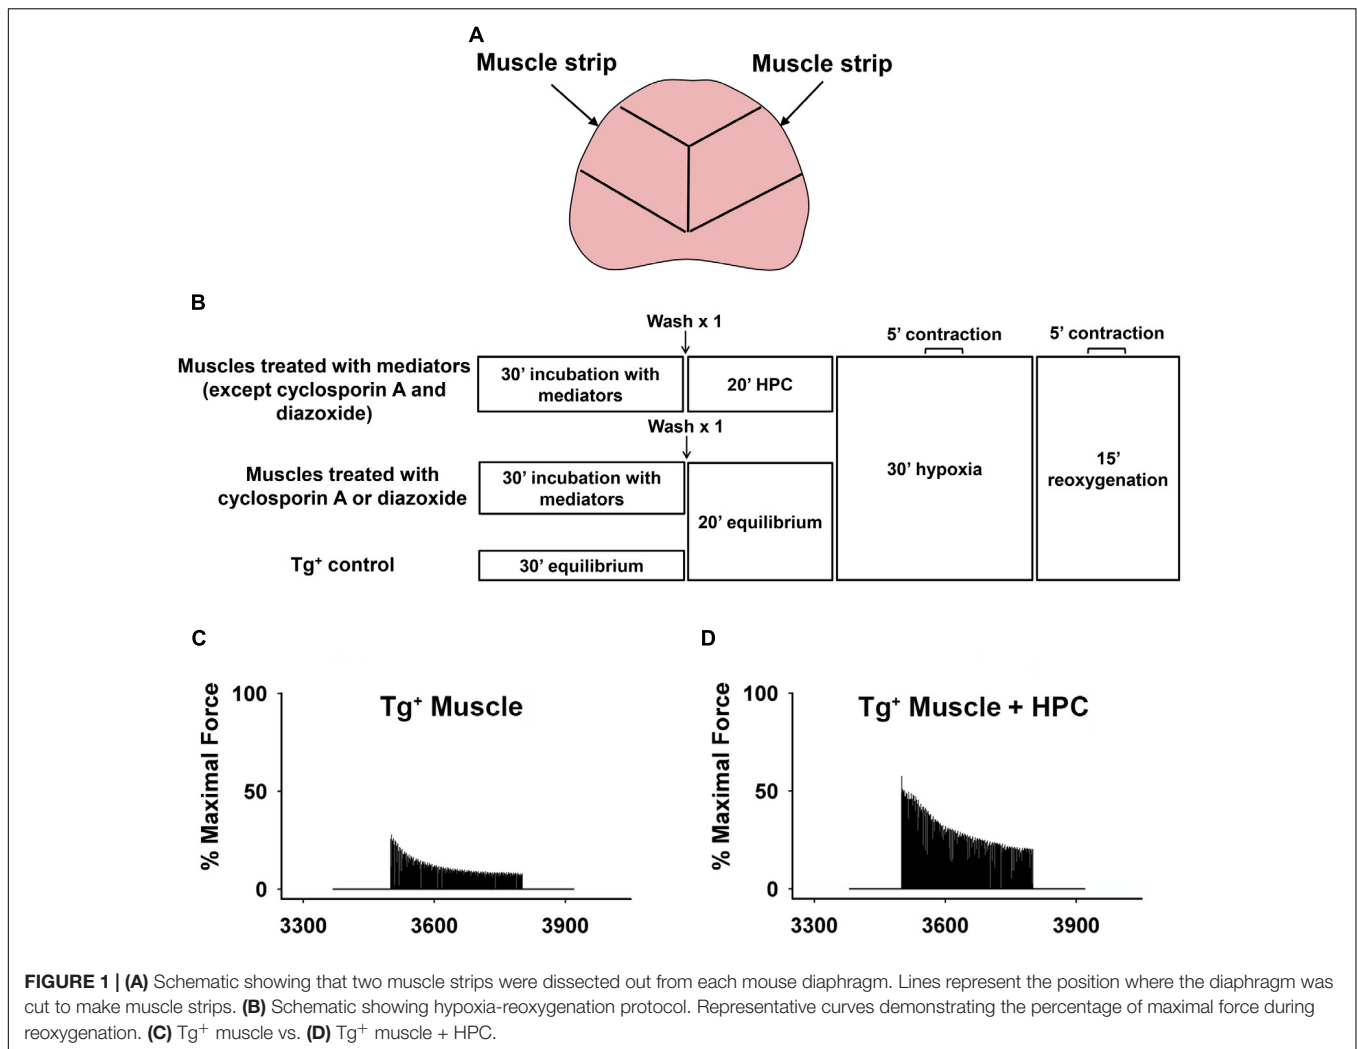 A
Muscle strip
Muscle strip
B
Wash x 1
5’ contraction
5’ contraction
Muscles treated with mediators
(except cyclosporin A and
diazoxide)
30’ incubation with
mediators
20’ HPC
Wash x 1
Muscles treated with
cyclosporin A or diazoxide
30’ incubation with
mediators
20’ equilibrium
30’ hypoxia
15’
reoxygenation
Tg⁺ control
30’ equilibrium
C
% Maximal Force
100
50
0
Tg⁺ Muscle
3300
3600
3900
D
% Maximal Force
100
50
0
Tg⁺ Muscle + HPC
3300
3600
3900
FIGURE 1 | (A) Schematic showing that two muscle strips were dissected out from each mouse diaphragm. Lines represent the position where the diaphragm was
cut to make muscle strips. (B) Schematic showing hypoxia-reoxygenation protocol. Representative curves demonstrating the percentage of maximal force during
reoxygenation. (C) Tg⁺ muscle vs. (D) Tg⁺ muscle + HPC.